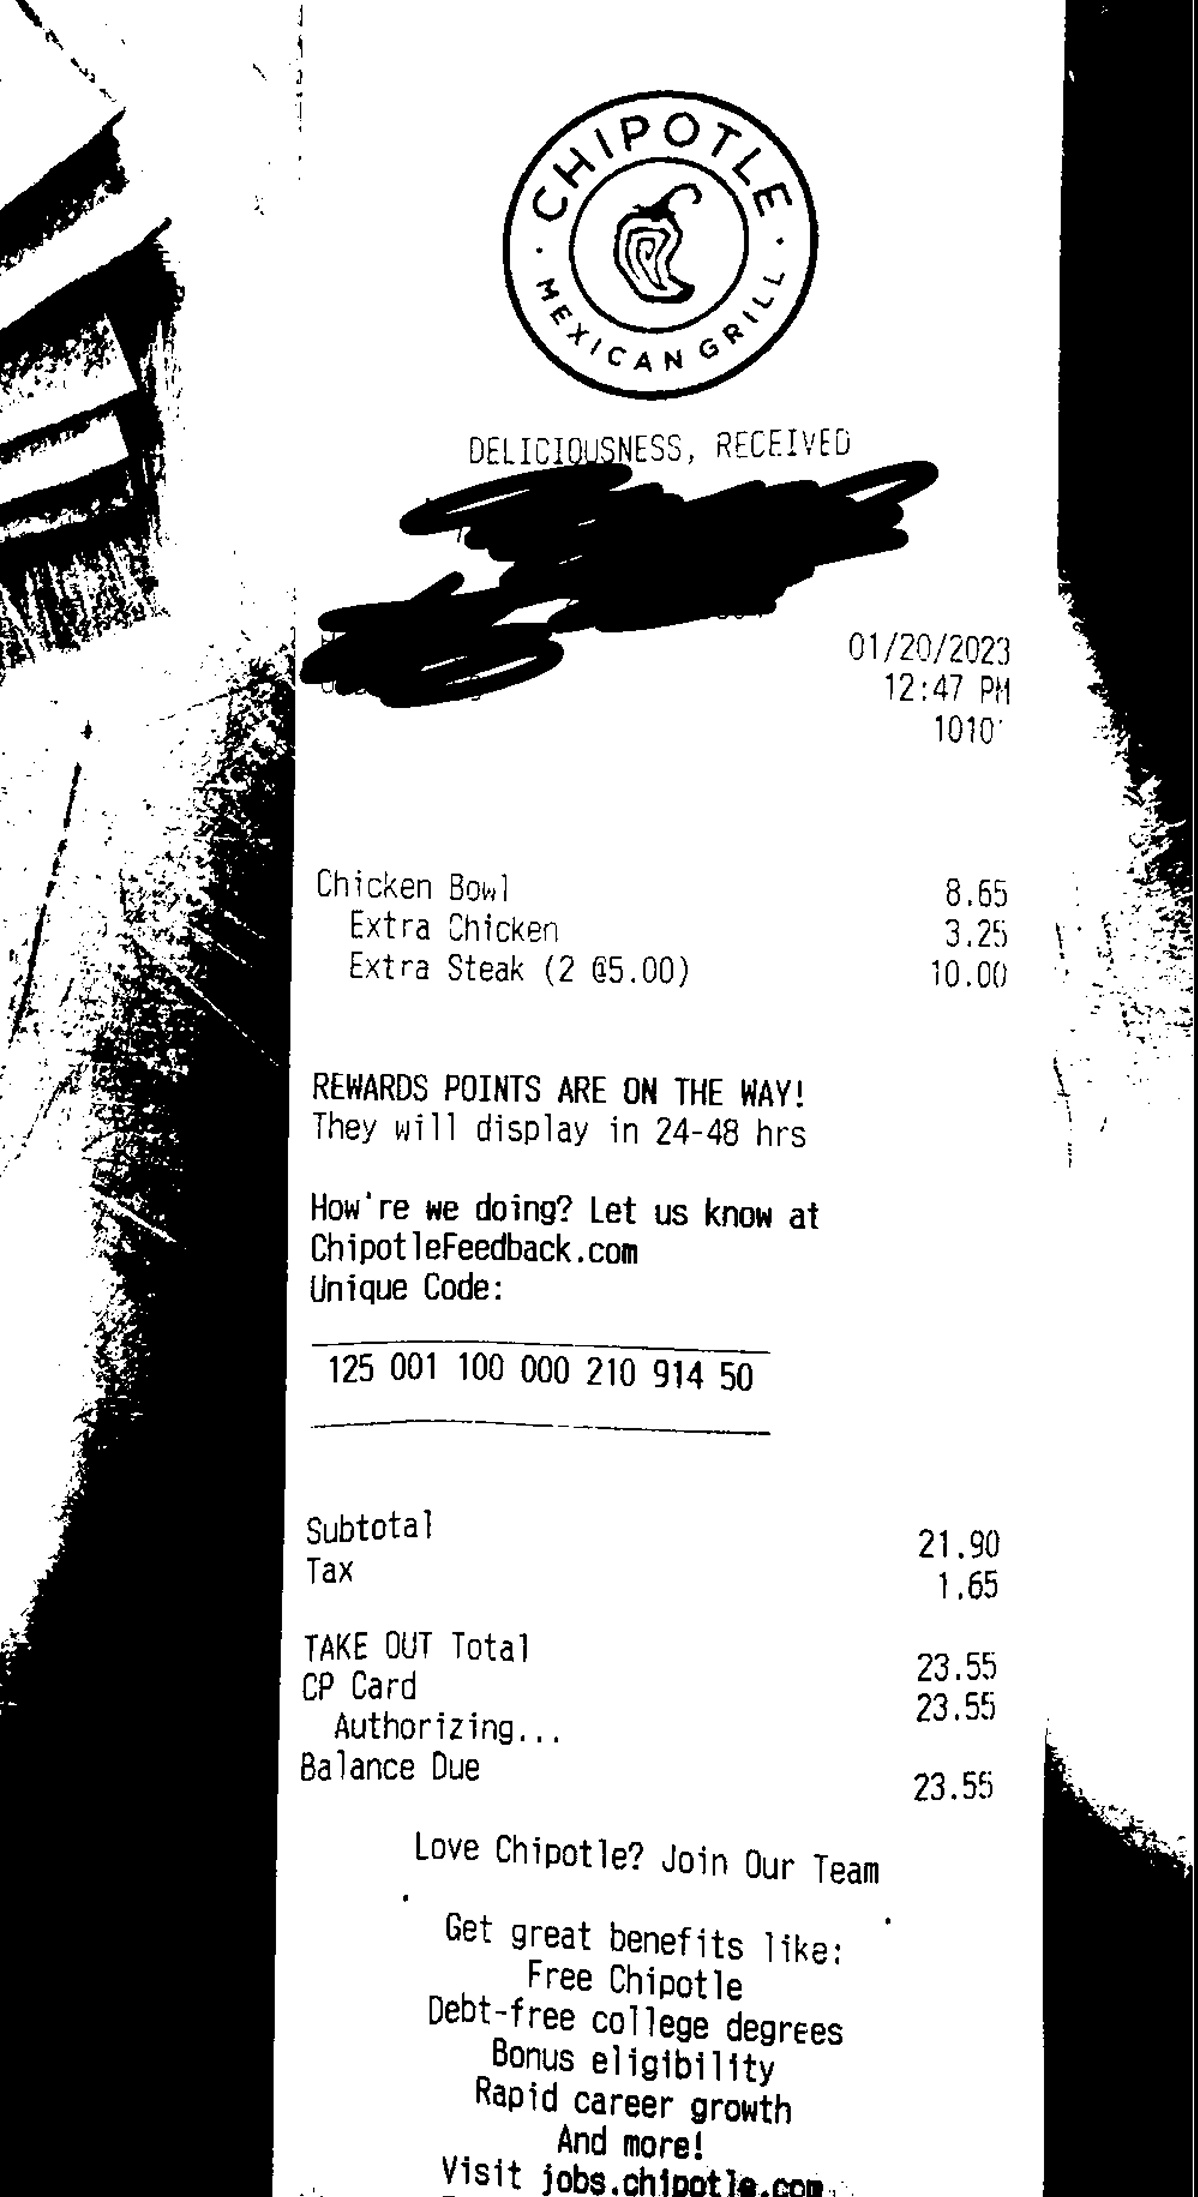 CHIPOTLE
MEXICAN GRILL
DELICIOUSNESS, RECEIVED
01/20/2023
12:47 PM
1010
Chicken Bowl 8.65
Extra Chicken 3.25
Extra Steak (2 @5.00) 10.00
REWARDS POINTS ARE ON THE WAY!
They will display in 24-48 hrs
How're we doing? Let us know at
ChipotleFeedback.com
Unique Code:
125 001 100 000 210 914 50
Subtotal 21.90
Tax 1.65
TAKE OUT Total 23.55
CP Card 23.55
Authorizing...
Balance Due 23.55
Love Chipotle? Join Our Team
Get great benefits like:
Free Chipotle
Debt-free college degrees
Bonus eligibility
Rapid career growth
And more!
Visit jobs.chipotle.com